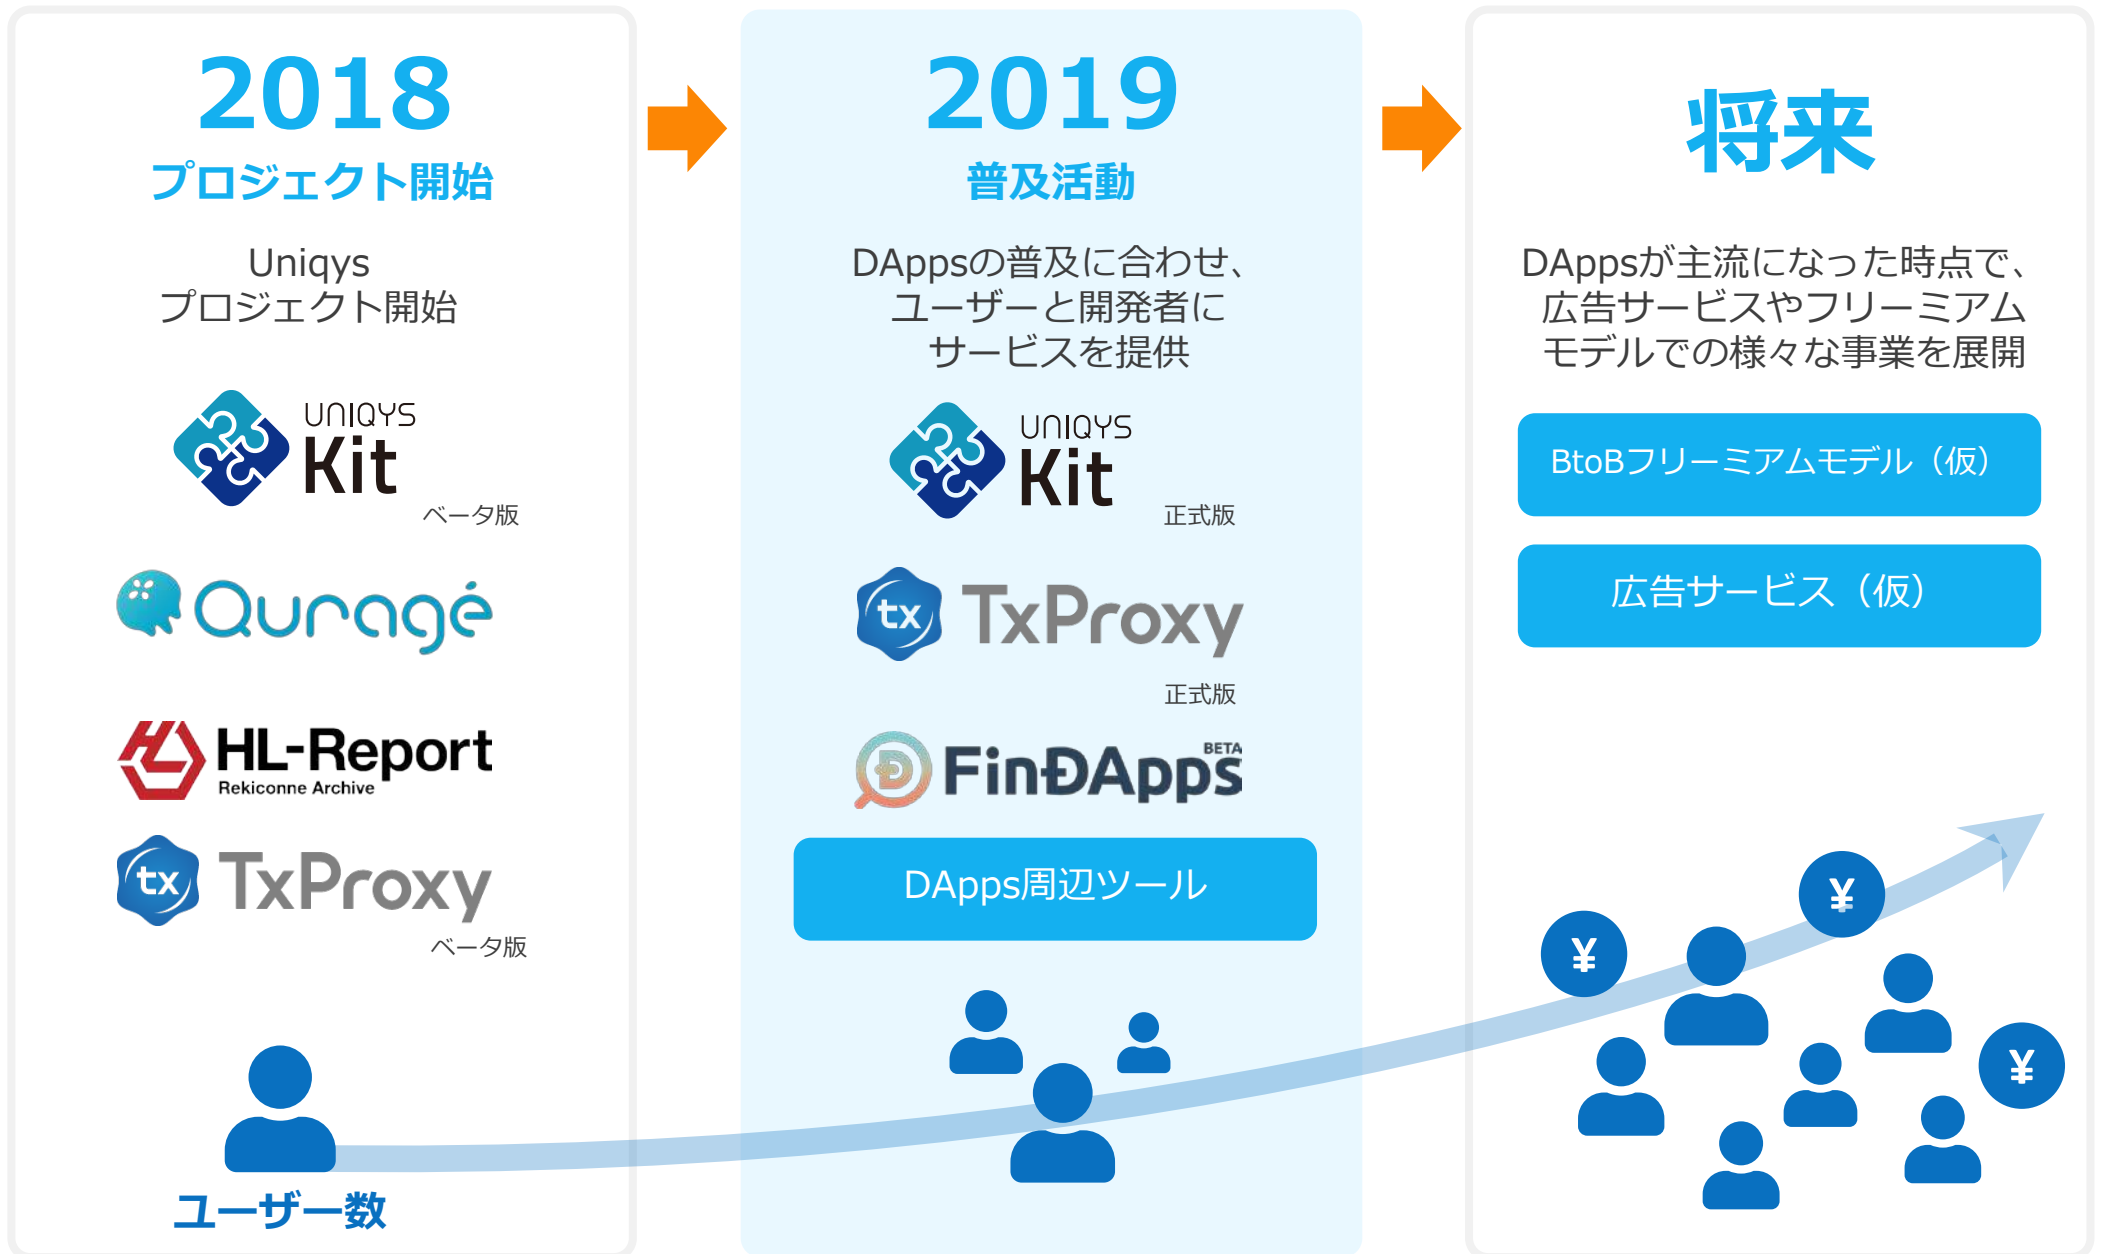 2018
プロジェクト開始
Uniqys
プロジェクト開始
UNIQYS
Kit
ベータ版
Quragé
HL-Report
Rekiconne Archive
tx
TxProxy
ベータ版
ユーザー数
2019
普及活動
DAppsの普及に合わせ、
ユーザーと開発者に
サービスを提供
UNIQYS
Kit
正式版
tx
TxProxy
正式版
FinÐApps
BETA
DApps周辺ツール
将来
DAppsが主流になった時点で、
広告サービスやフリーミアム
モデルでの様々な事業を展開
BtoBフリーミアムモデル（仮）
広告サービス（仮）
¥
¥
¥